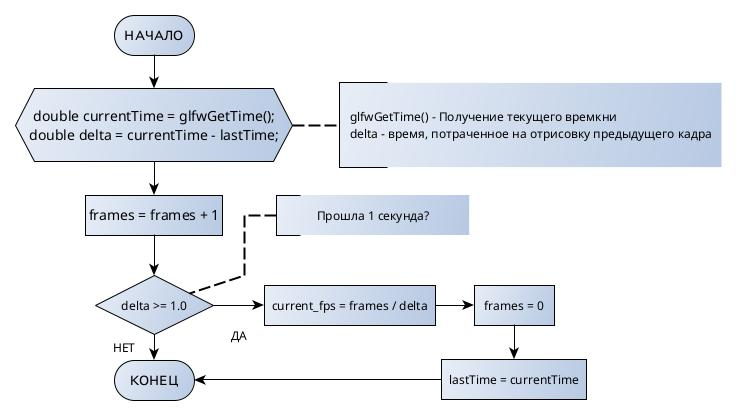 НАЧАЛО
double currentTime = glfwGetTime();
double delta = currentTime - lastTime;
glfwGetTime() - Получение текущего времкни
delta - время, потраченное на отрисовку предыдущего кадра
frames = frames + 1
Прошла 1 секунда?
delta >= 1.0
current_fps = frames / delta
frames = 0
ДА
НЕТ
КОНЕЦ
lastTime = currentTime